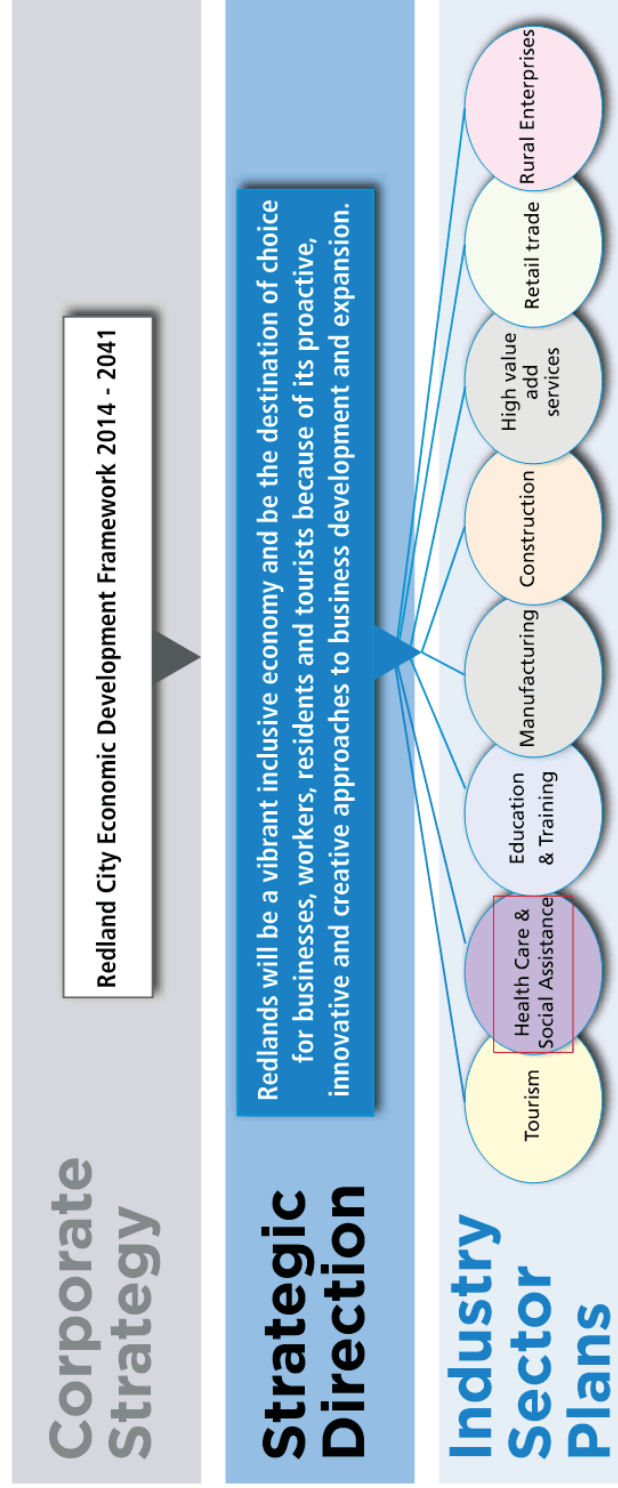 Corporate
Strategy
Redland City Economic Development Framework 2014 - 2041
Strategic
Direction
Redlands will be a vibrant inclusive economy and be the destination of choice
for businesses, workers, residents and tourists because of its proactive,
innovative and creative approaches to business development and expansion.
Industry
Sector
Plans
Tourism
Health Care &
Social Assistance
Education
& Training
Manufacturing
Construction
High value
add
services
Retail trade
Rural Enterprises